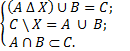 (A Δ X) ∪ B = C;
C \ X = A ∪ B;
A ∩ B ⊂ C.